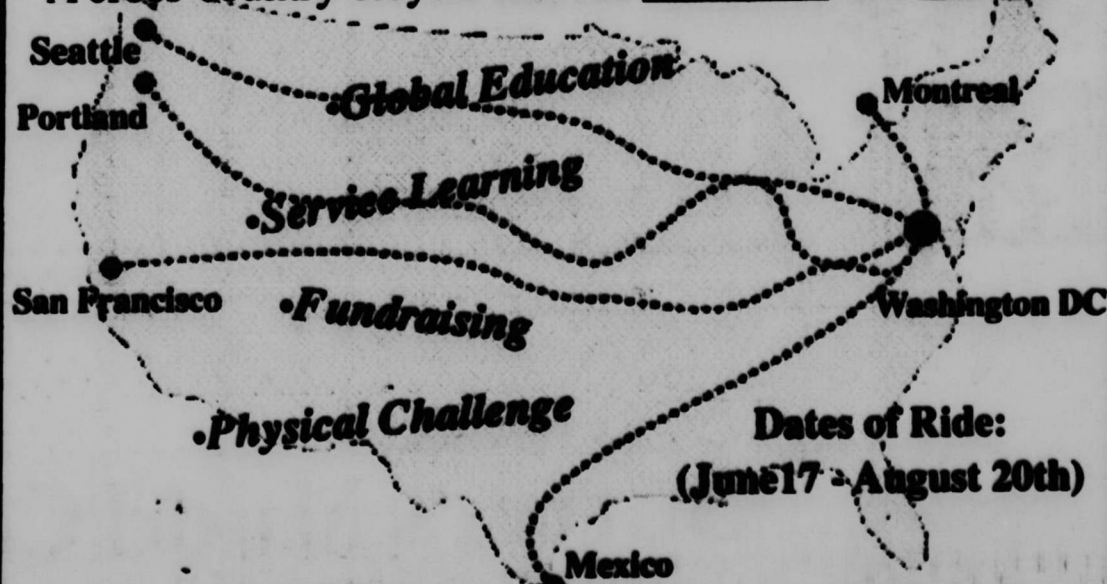 Seattle
•Global Education
Montreal
Portland
•Service Learning
San Francisco
•Fundraising
Washington DC
•Physical Challenge
Dates of Ride:
(June17 - August 20th)
Mexico